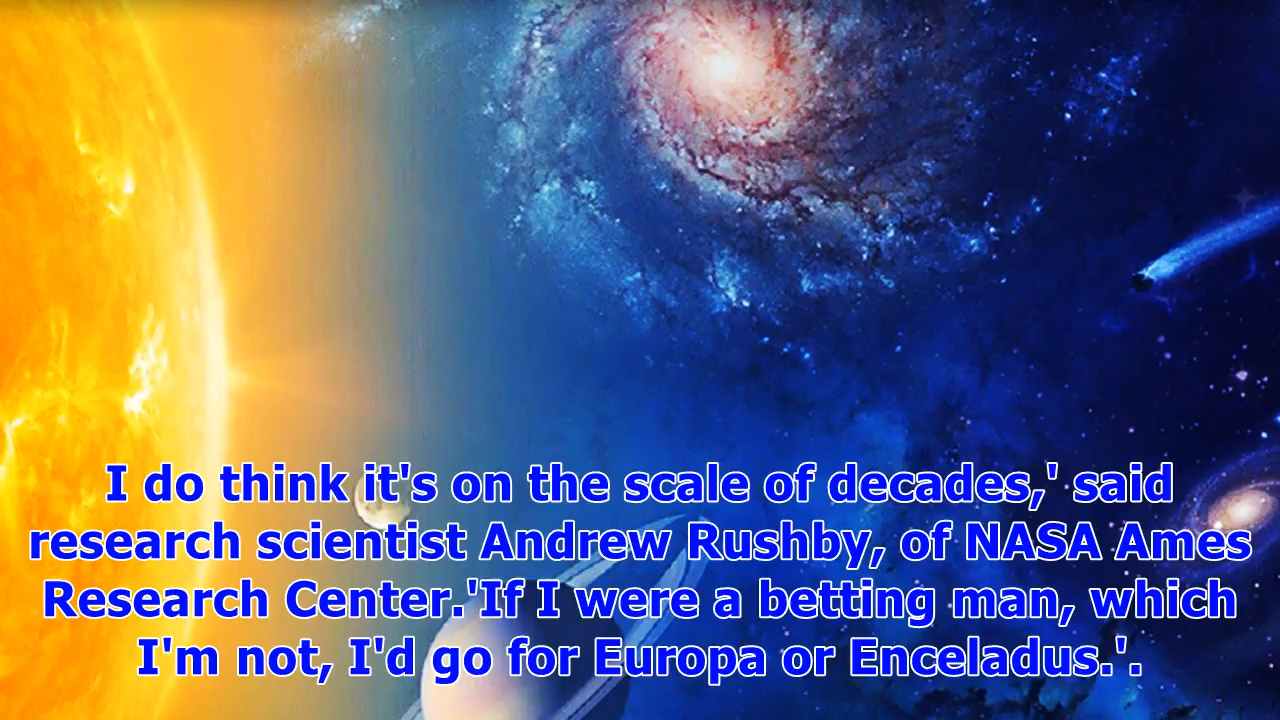 I do think it's on the scale of decades,' said
research scientist Andrew Rushby, of NASA Ames
Research Center.'If I were a betting man, which
I'm not, I'd go for Europa or Enceladus.'.